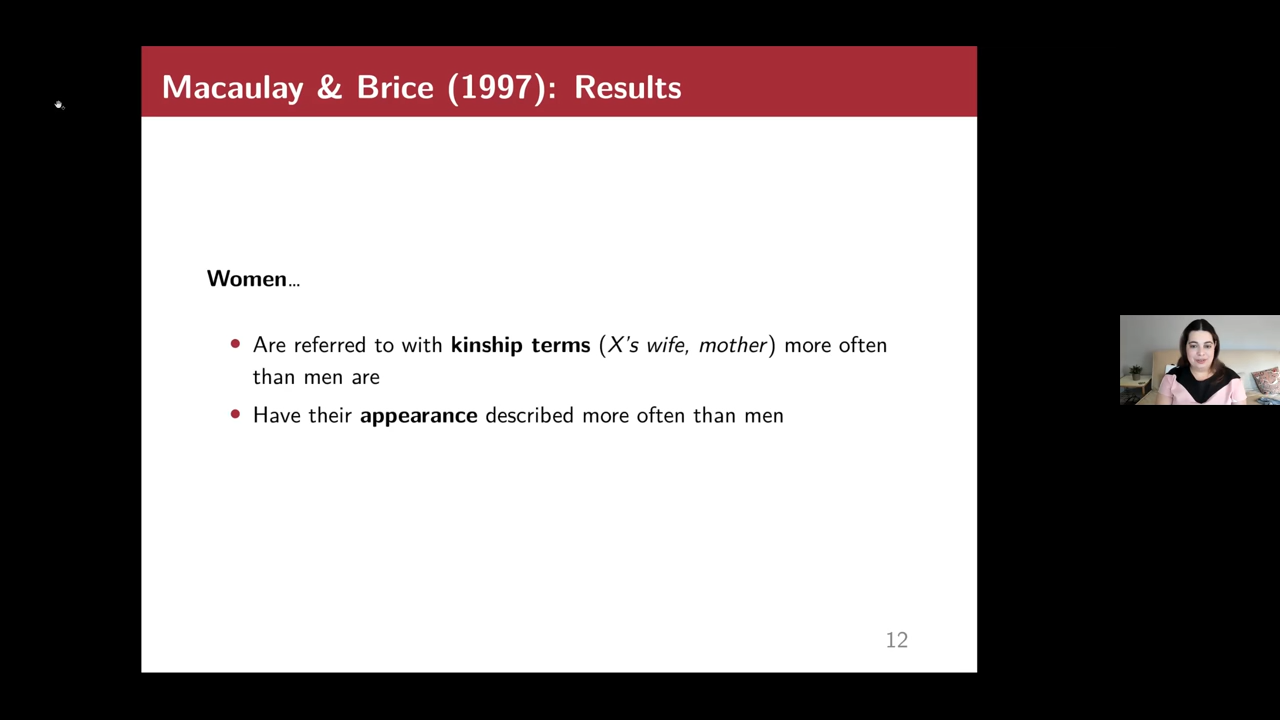 Macaulay & Brice (1997): Results
Women...
• Are referred to with kinship terms (X's wife, mother) more often
than men are
• Have their appearance described more often than men
12